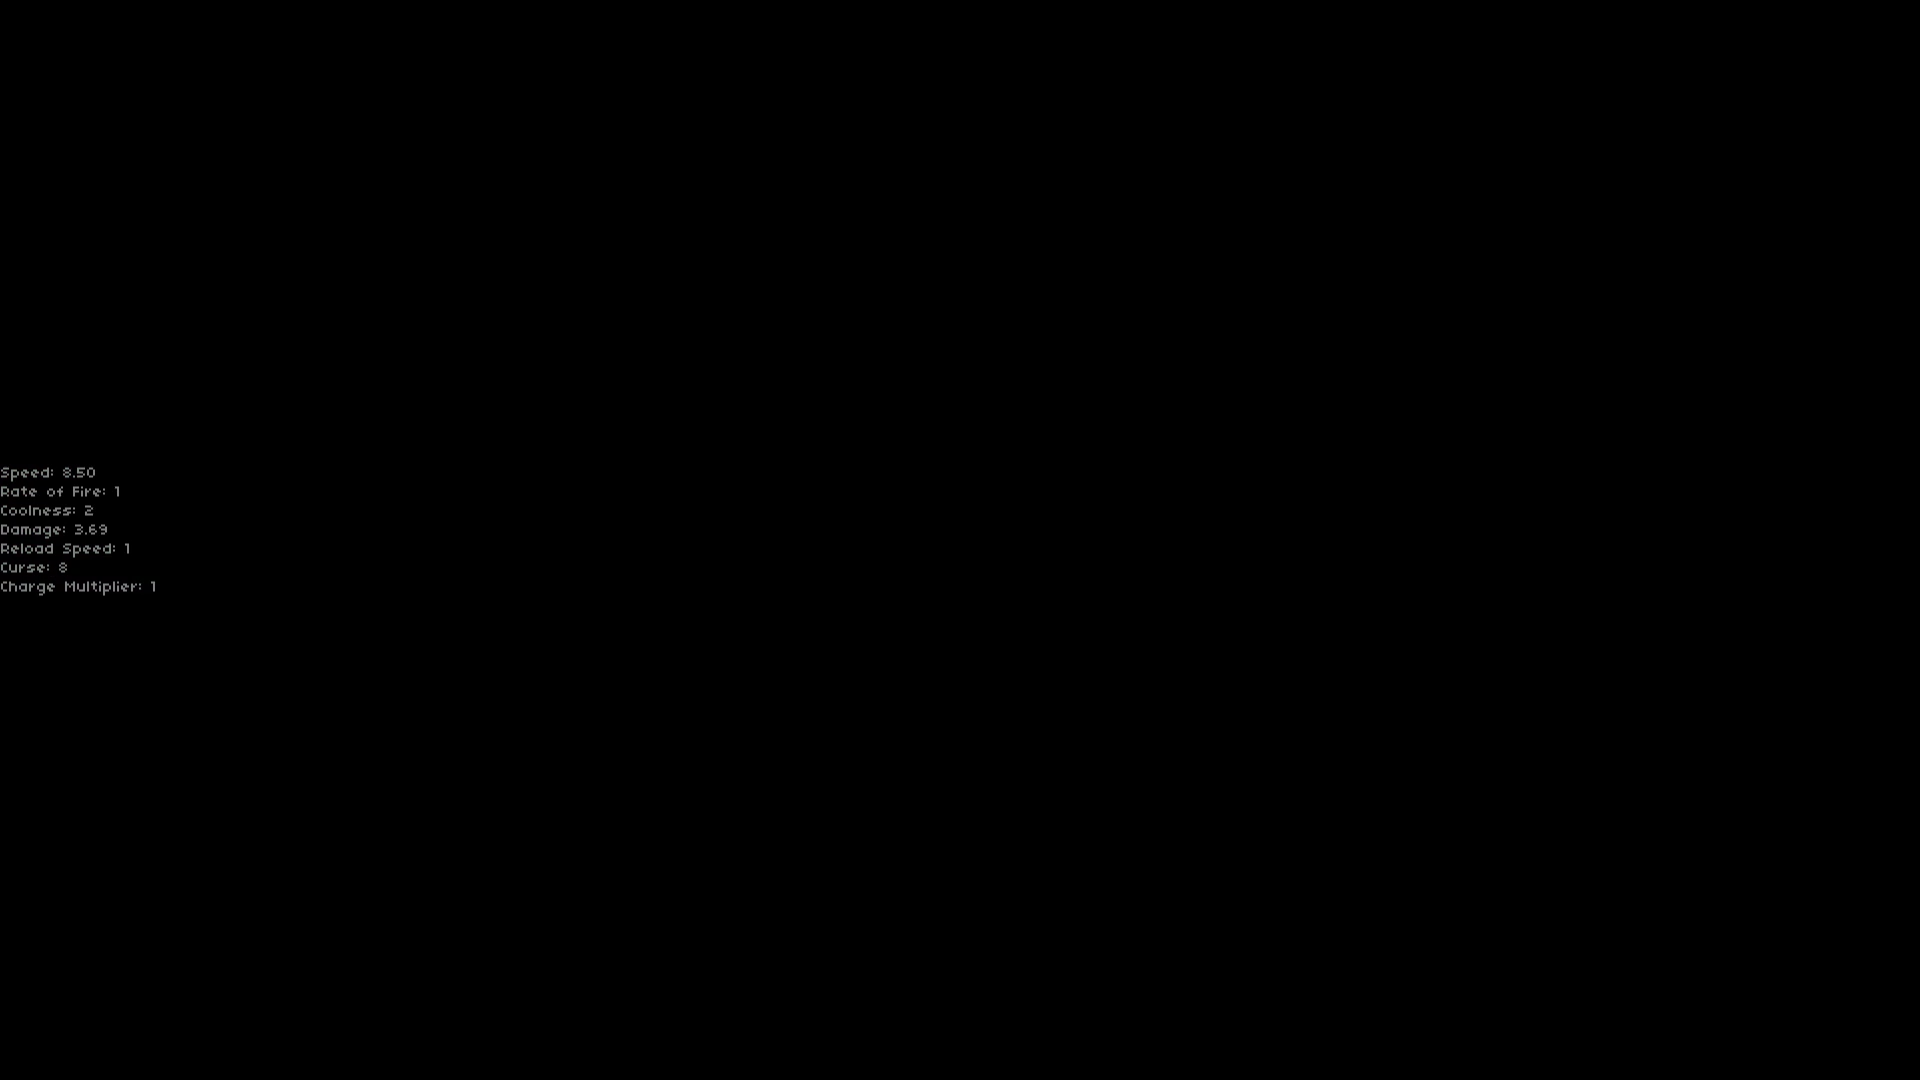 Speed: 8.50
Rate of Fire: 1
Coolness: 2
Damage: 3.69
Reload Speed: 1
Curse: 8
Charge Multiplier: 1